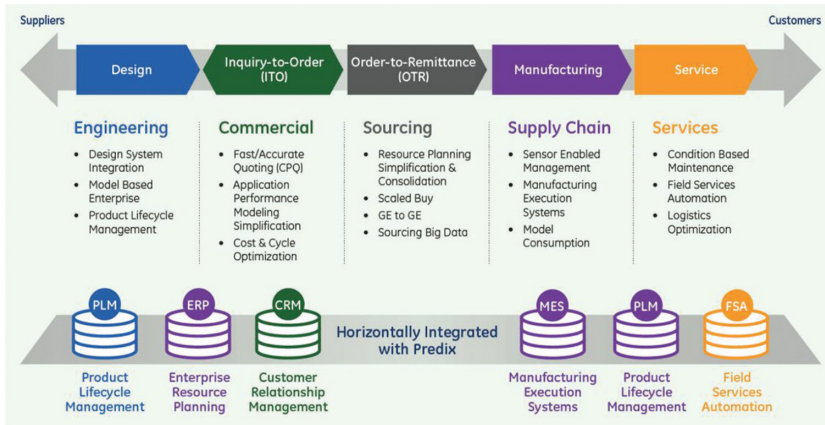 Suppliers
Customers
Design
Inquiry-to-Order
(ITO)
Order-to-Remittance
(OTR)
Manufacturing
Service
Engineering
• Design System
Integration
• Model Based
Enterprise
• Product Lifecycle
Management
Commercial
• Fast/Accurate
Quoting (CPQ)
• Application
Performance
Modeling
Simplification
• Cost & Cycle
Optimization
Sourcing
• Resource Planning
Simplification &
Consolidation
• Scaled Buy
• GE to GE
• Sourcing Big Data
Supply Chain
• Sensor Enabled
Management
• Manufacturing
Execution
Systems
• Model
Consumption
Services
• Condition Based
Maintenance
• Field Services
Automation
• Logistics
Optimization
PLM
ERP
CRM
Horizontally Integrated
with Predix
MES
PLM
FSA
Product
Lifecycle
Management
Enterprise
Resource
Planning
Customer
Relationship
Management
Manufacturing
Execution
Systems
Product
Lifecycle
Management
Field
Services
Automation